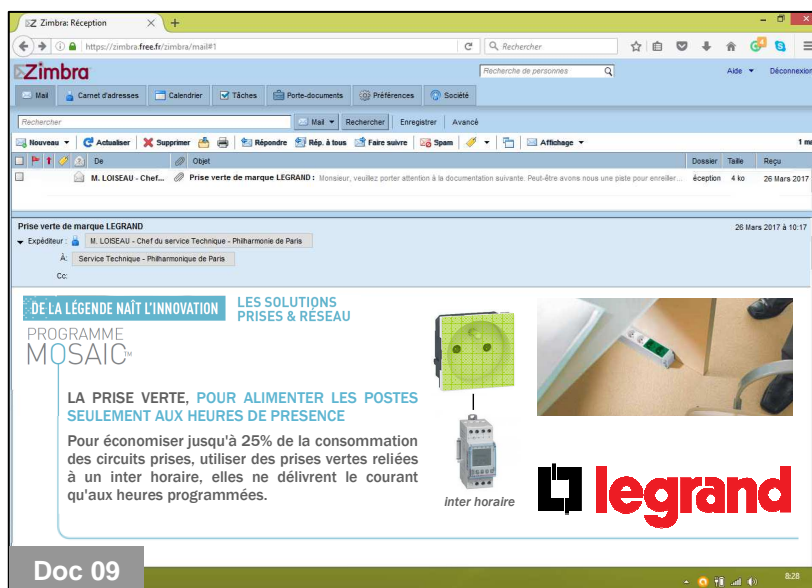 Zimbra: Réception
https://zimbra.free.fr/zimbra/mail#1
Rechercher
Zimbra
Recherche de personnes
Aide
Déconnexion
Mail
Carnet d'adresses
Calendrier
Tâches
Porte-documents
Préférences
Société
Rechercher
Mail
Rechercher
Enregistrer
Avancé
Nouveau
Actualiser
Supprimer
Répondre
Rép. à tous
Faire suivre
Spam
Affichage
De
Objet
Dossier
Taille
Reçu
M. LOISEAU - Chef...
Prise verte de marque LEGRAND : Monsieur, veuillez porter attention à la documentation suivante. Peut-être avons nous une piste pour enreiller...
éception
4 ko
26 Mars 2017
Prise verte de marque LEGRAND
26 Mars 2017 à 10:17
Expéditeur :
M. LOISEAU - Chef du service Technique - Philharmonie de Paris
À:
Service Technique - Philharmonique de Paris
Cc:
DE LA LÉGENDE NAÎT L'INNOVATION
LES SOLUTIONS
PRISES & RÉSEAU
PROGRAMME
MOSAIC™
LA PRISE VERTE, POUR ALIMENTER LES POSTES
SEULEMENT AUX HEURES DE PRESENCE
Pour économiser jusqu'à 25% de la consommation
des circuits prises, utiliser des prises vertes reliées
à un inter horaire, elles ne délivrent le courant
qu'aux heures programmées.
inter horaire
legrand
Doc 09
8:28